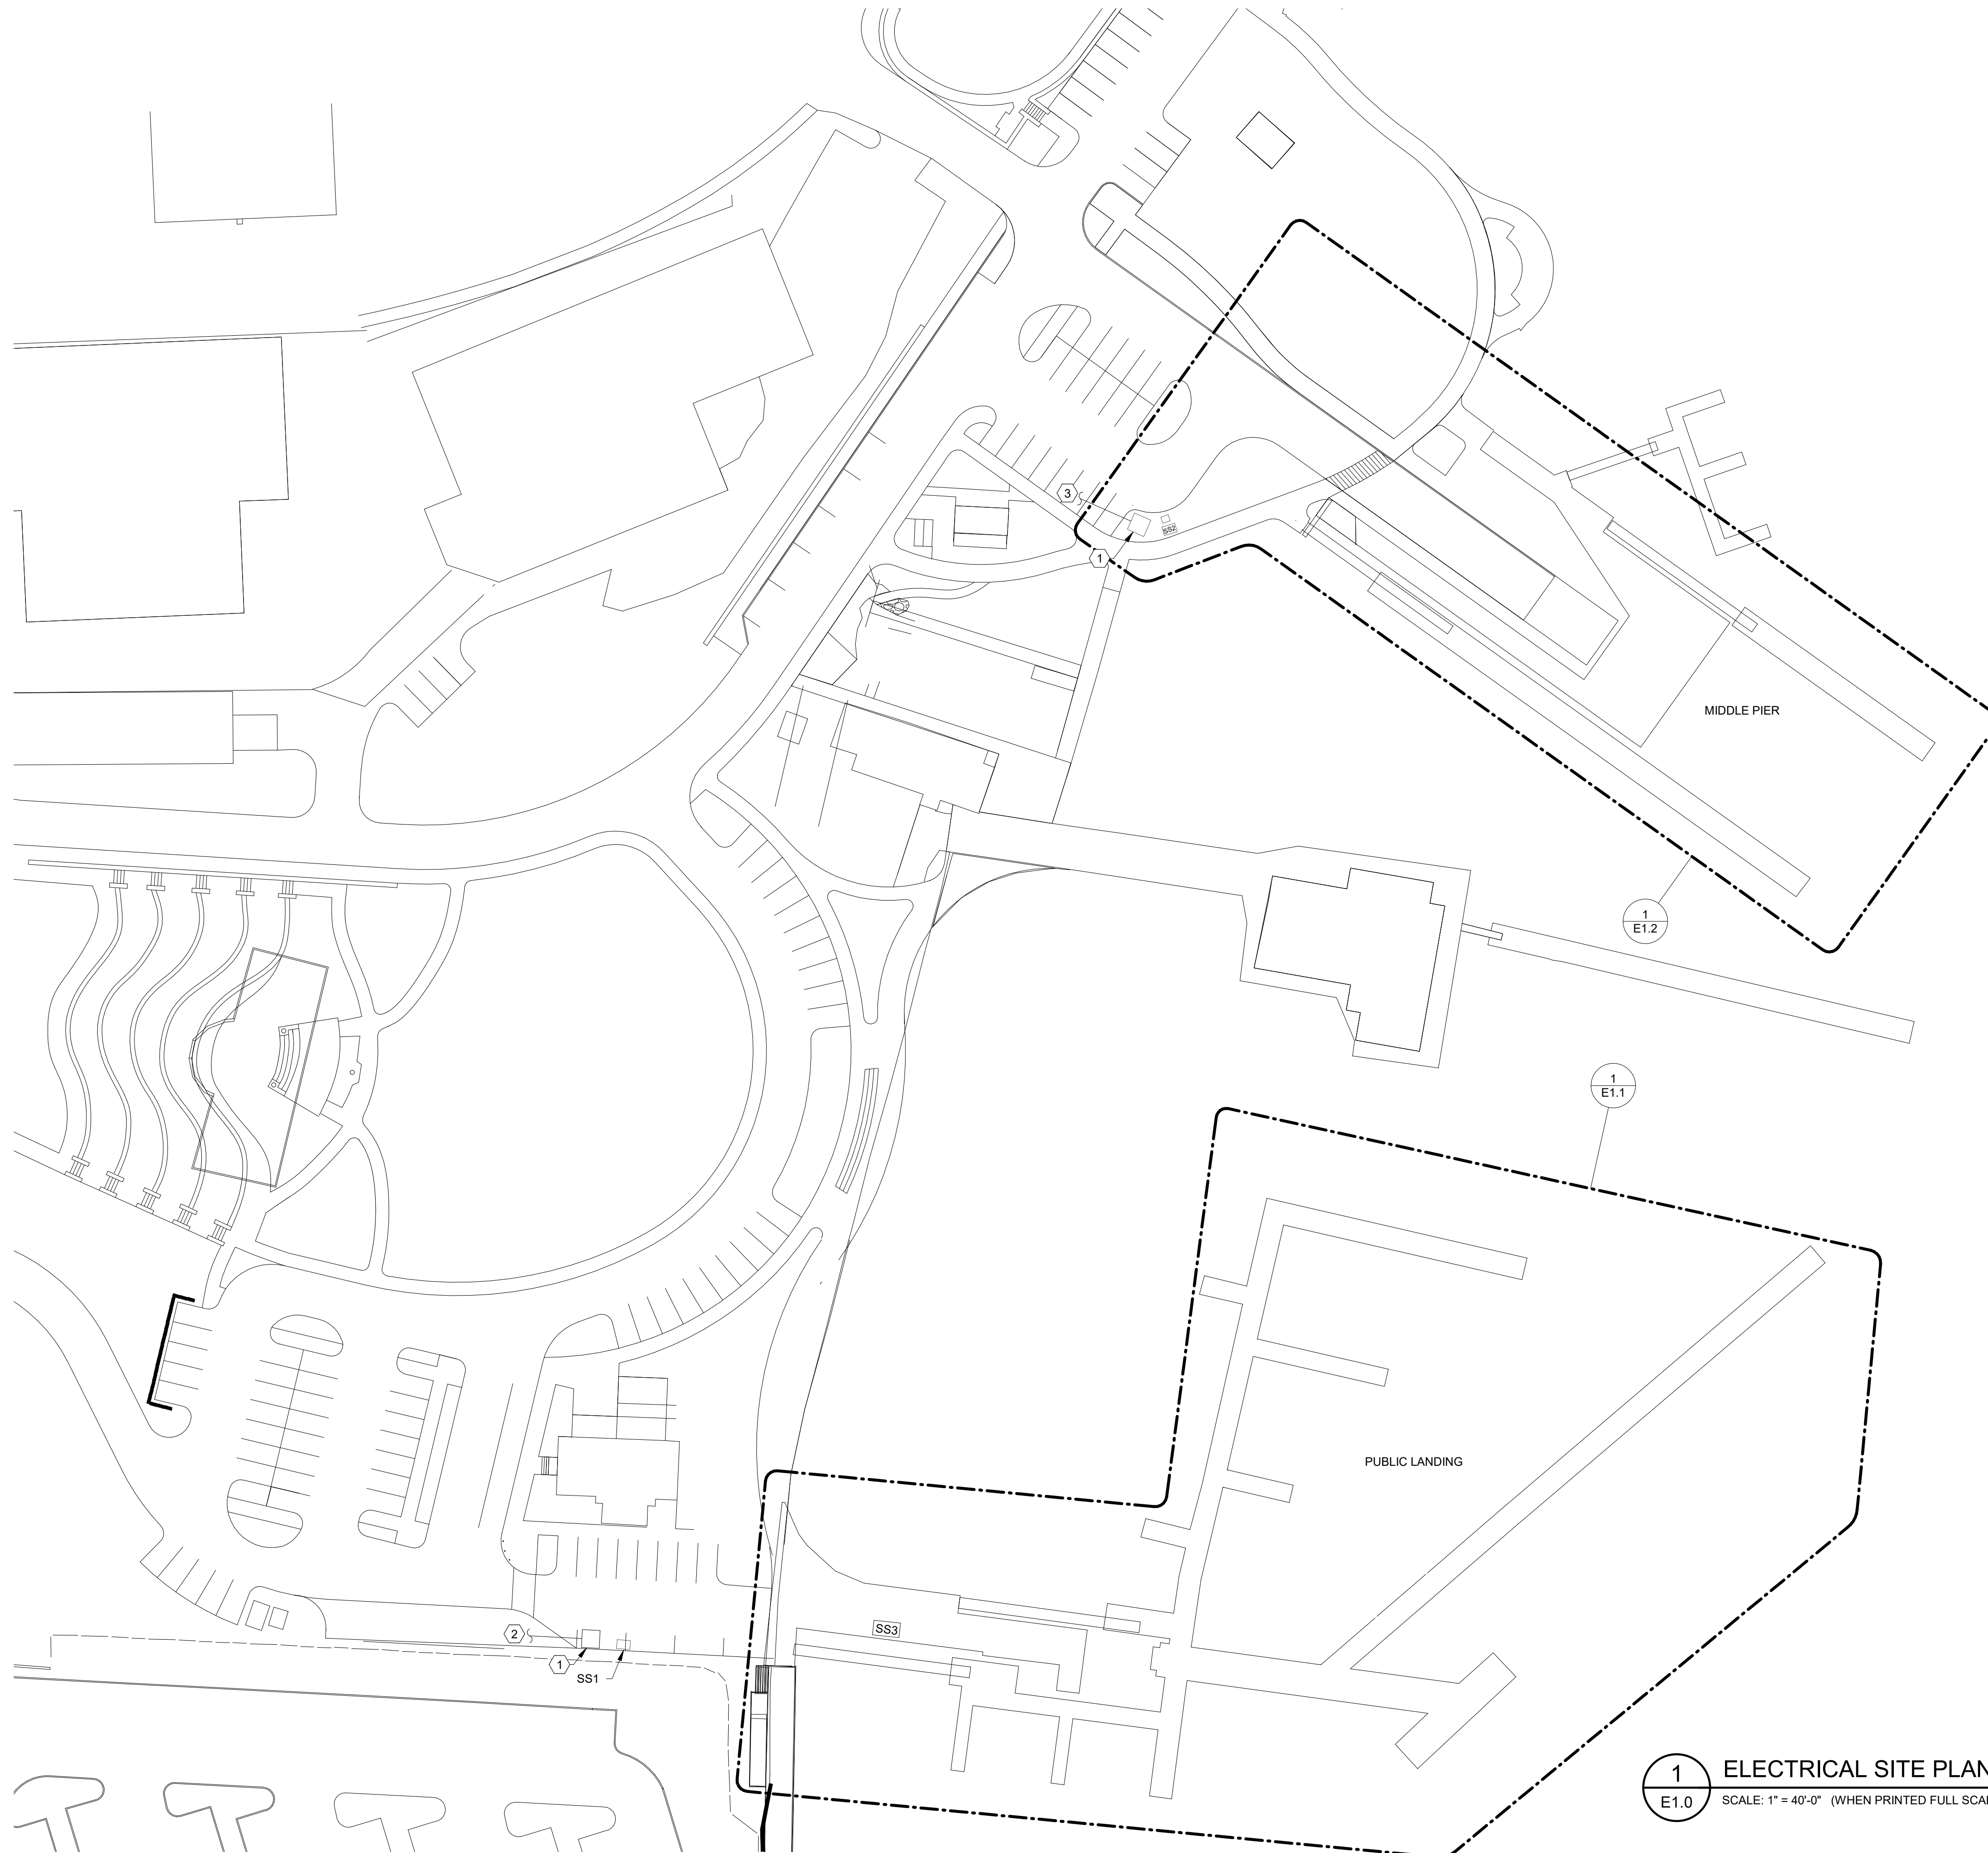 3
SS2
1
MIDDLE PIER
1
E1.2
1
E1.1
PUBLIC LANDING
2
SS3
1
SS1
1
ELECTRICAL SITE PLAN
E1.0
SCALE: 1" = 40'-0" (WHEN PRINTED FULL SCA